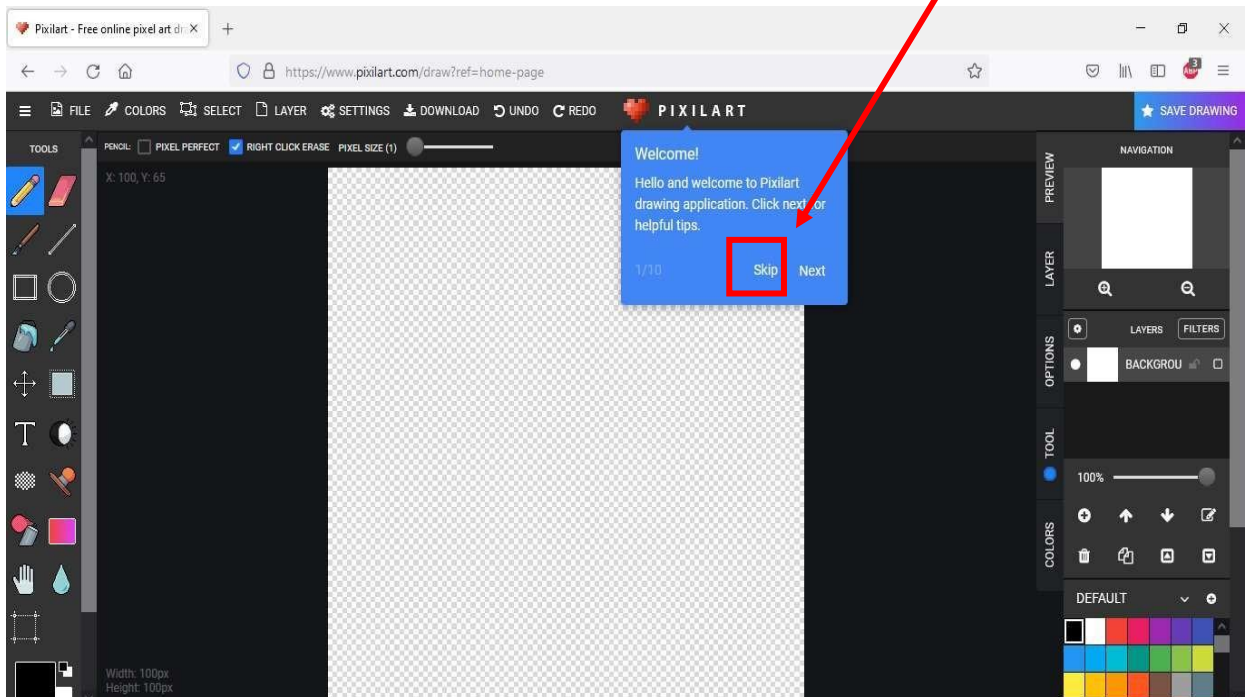 Pixilart - Free online pixel art dr
https://www.pixilart.com/draw?ref=home-page
3
ABP
FILE COLORS SELECT LAYER SETTINGS DOWNLOAD UNDO REDO PIXILART SAVE DRAWING
TOOLS
PENCIL: PIXEL PERFECT RIGHT CLICK ERASE PIXEL SIZE (1)
X: 100, Y: 65
Welcome!
Hello and welcome to Pixilart
drawing application. Click next for
helpful tips.
1/10 Skip Next
PREVIEW
LAYER
OPTIONS
TOOL
COLORS
NAVIGATION
LAYERS FILTERS
BACKGROU
100%
DEFAULT
T
Width: 100px
Height: 100px